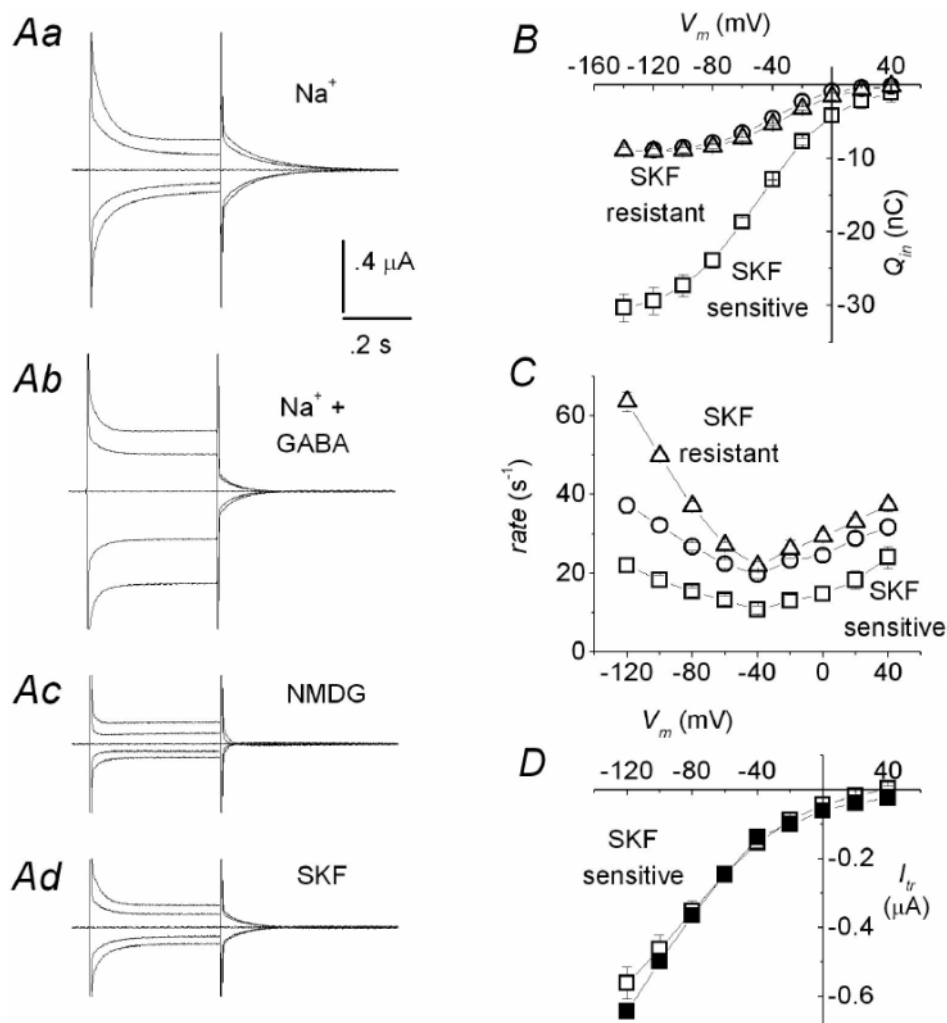 Aa
Na⁺
.4 μA
.2 s
Ab
Na⁺ +
GABA
Ac
NMDG
Ad
SKF
B
V_m (mV)
-160 -120 -80 -40 0 40
SKF
resistant
SKF
sensitive
-10
-20
-30
Q_in (nC)
C
60
40
20
0
rate (s⁻¹)
SKF
resistant
SKF
sensitive
-120 -80 -40 0 40
V_m (mV)
D
-120 -80 -40 0 40
SKF
sensitive
-0.2
-0.4
-0.6
I_tr
(μA)